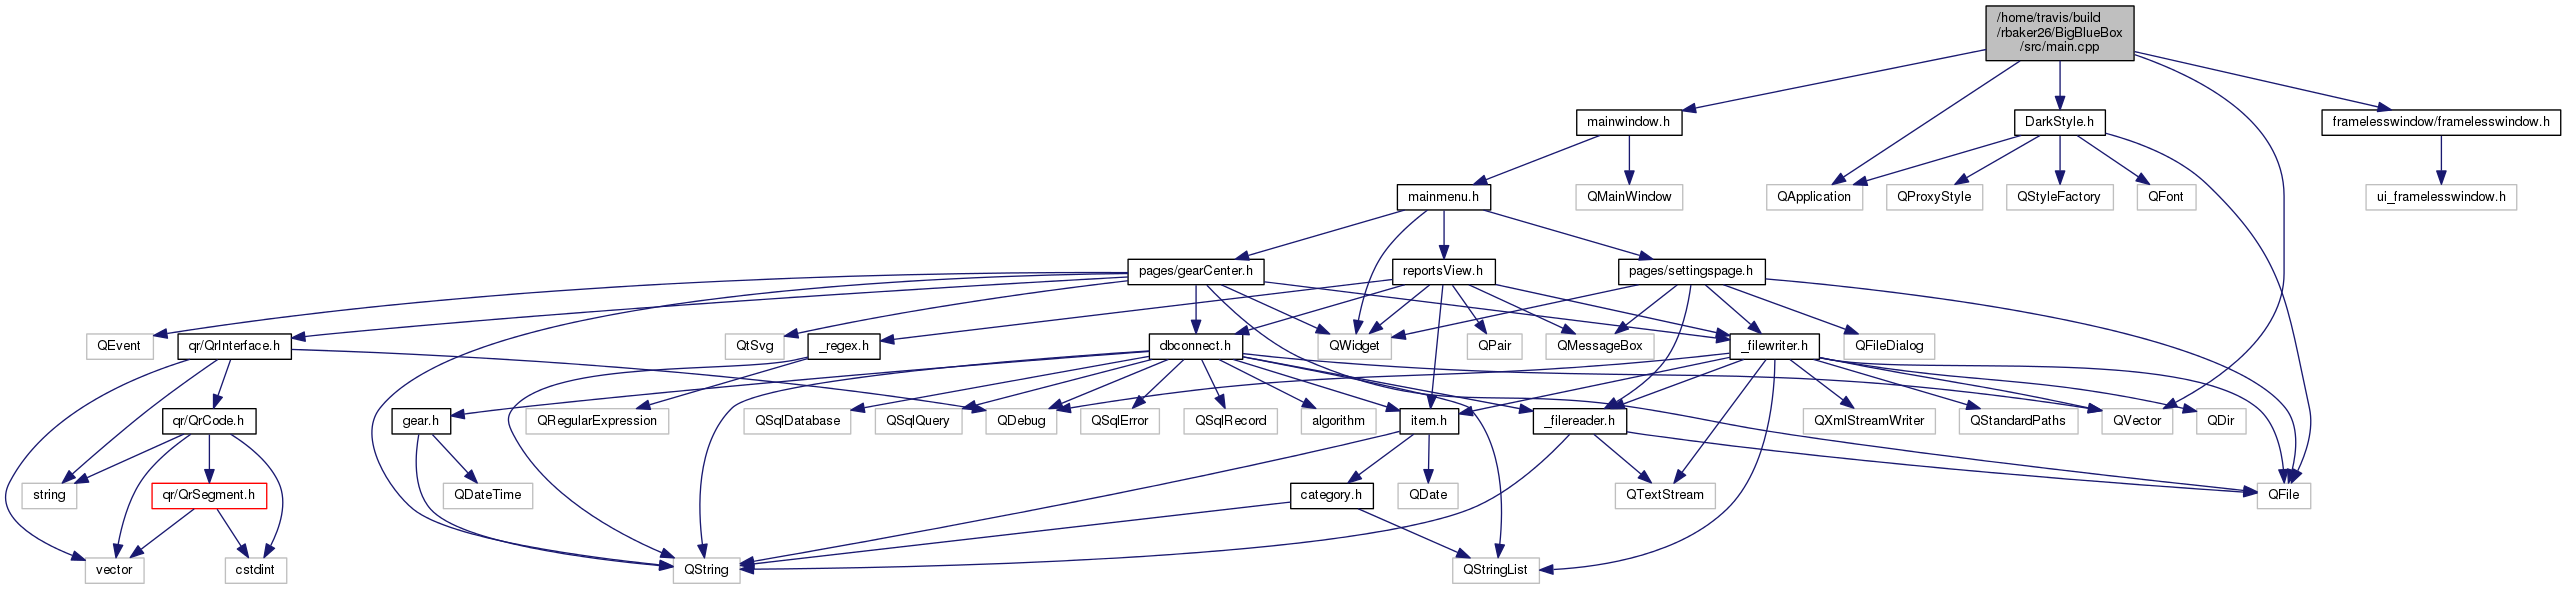 /home/travis/build
/rbaker26/BigBlueBox
/src/main.cpp
mainwindow.h
DarkStyle.h
framelesswindow/framelesswindow.h
mainmenu.h
QMainWindow
QApplication
QProxyStyle
QStyleFactory
QFont
ui_framelesswindow.h
pages/gearCenter.h
reportsView.h
pages/settingspage.h
QEvent
qr/QrInterface.h
QtSvg
_regex.h
dbconnect.h
QWidget
QPair
QMessageBox
_filewriter.h
QFileDialog
qr/QrCode.h
gear.h
QRegularExpression
QSqlDatabase
QSqlQuery
QDebug
QSqlError
QSqlRecord
algorithm
item.h
_filereader.h
QXmlStreamWriter
QStandardPaths
QVector
QDir
string
qr/QrSegment.h
QDateTime
category.h
QDate
QTextStream
QFile
vector
cstdint
QString
QStringList